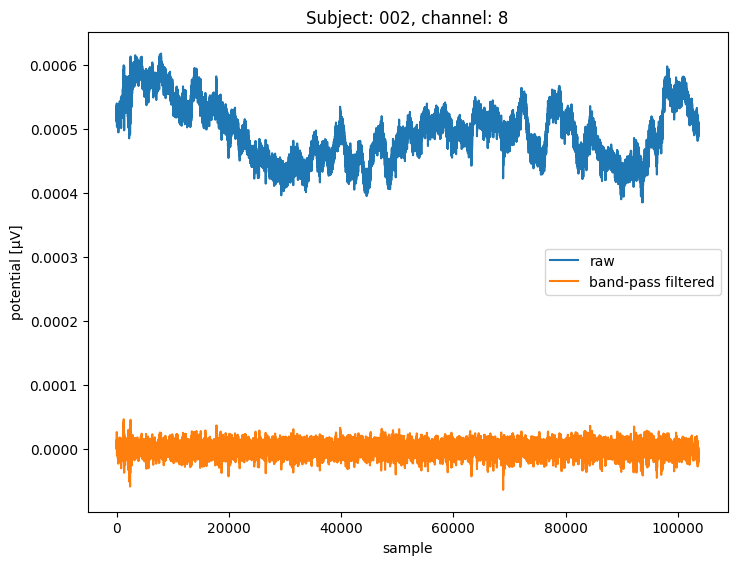 Subject: 002, channel: 8
potential [µV]
0.0006
0.0005
0.0004
0.0003
0.0002
0.0001
0.0000
raw
band-pass filtered
0
20000
40000
60000
80000
100000
sample